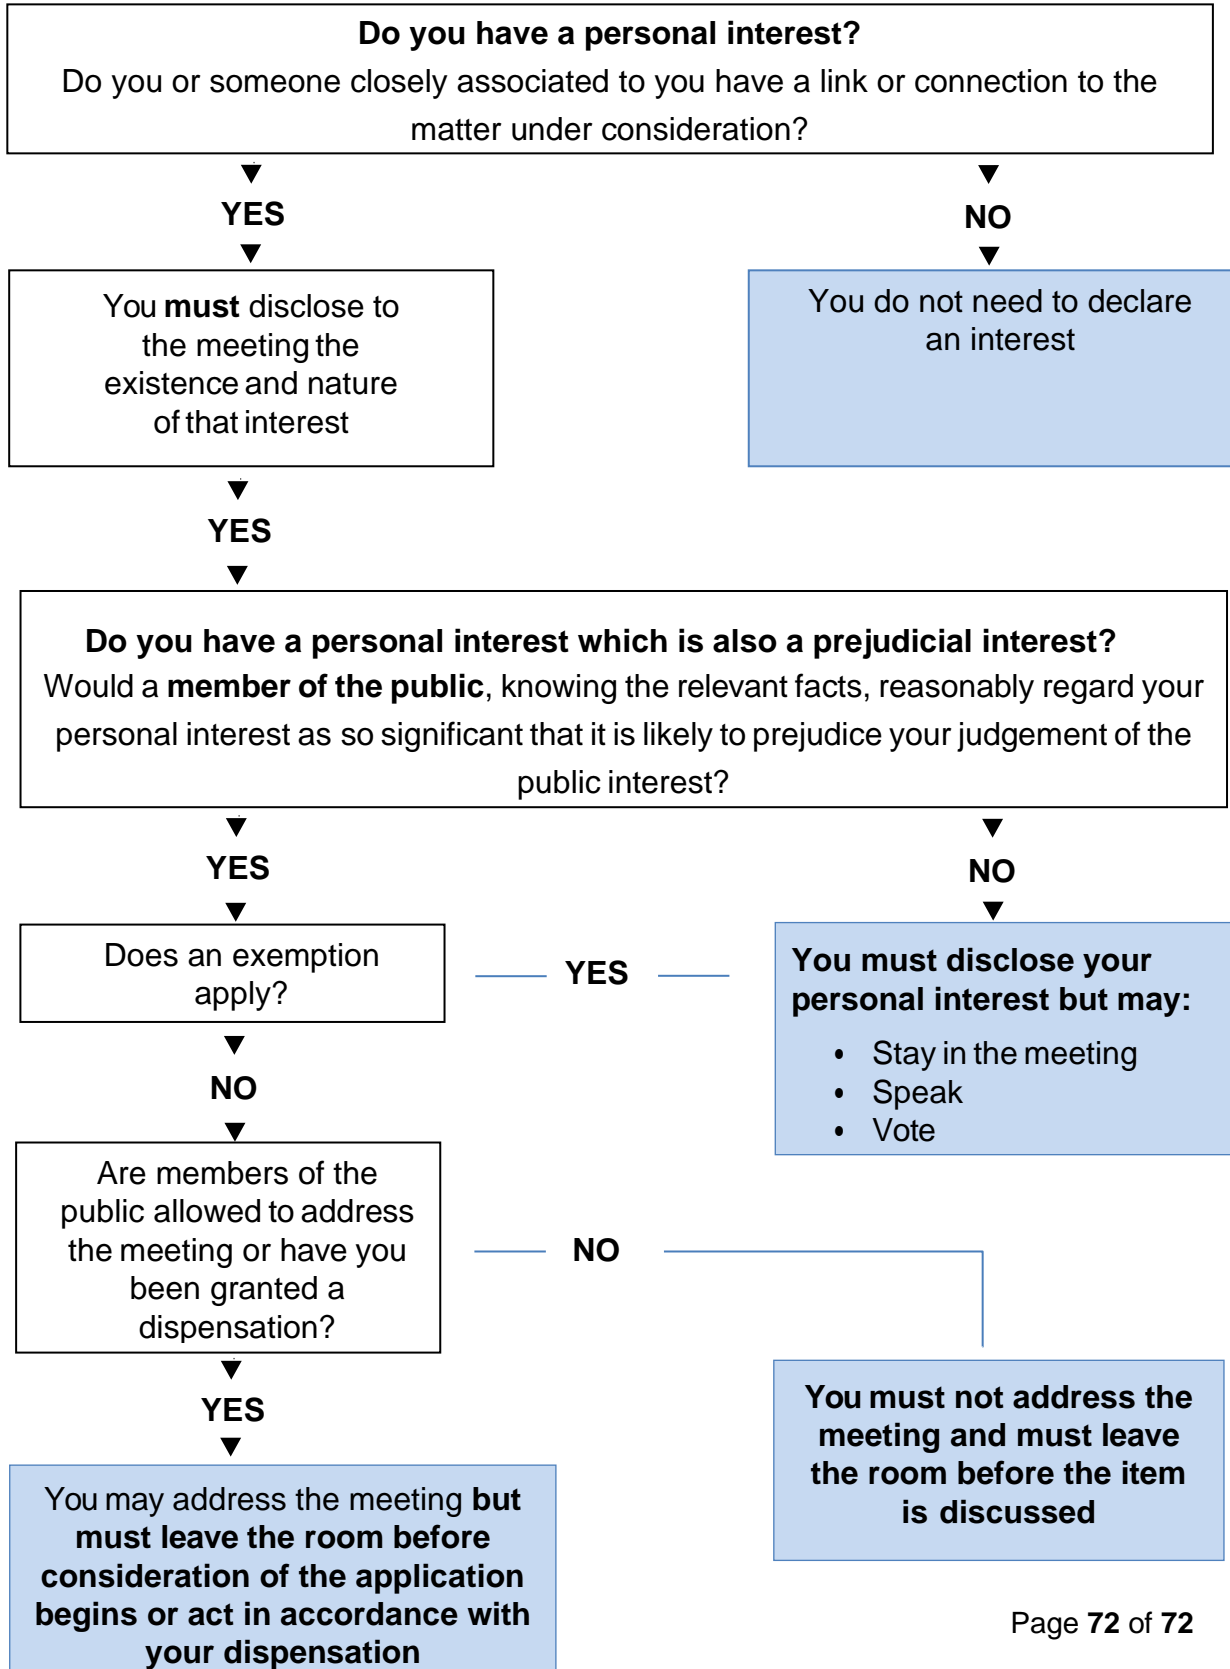 Do you have a personal interest?
Do you or someone closely associated to you have a link or connection to the
matter under consideration?
YES
NO
You must disclose to
the meeting the
existence and nature
of that interest
You do not need to declare
an interest
YES
Do you have a personal interest which is also a prejudicial interest?
Would a member of the public, knowing the relevant facts, reasonably regard your
personal interest as so significant that it is likely to prejudice your judgement of the
public interest?
YES
NO
Does an exemption
apply?
YES
You must disclose your
personal interest but may:
• Stay in the meeting
• Speak
• Vote
NO
Are members of the
public allowed to address
the meeting or have you
been granted a
dispensation?
NO
YES
You must not address the
meeting and must leave
the room before the item
is discussed
You may address the meeting but
must leave the room before
consideration of the application
begins or act in accordance with
your dispensation
Page 72 of 72